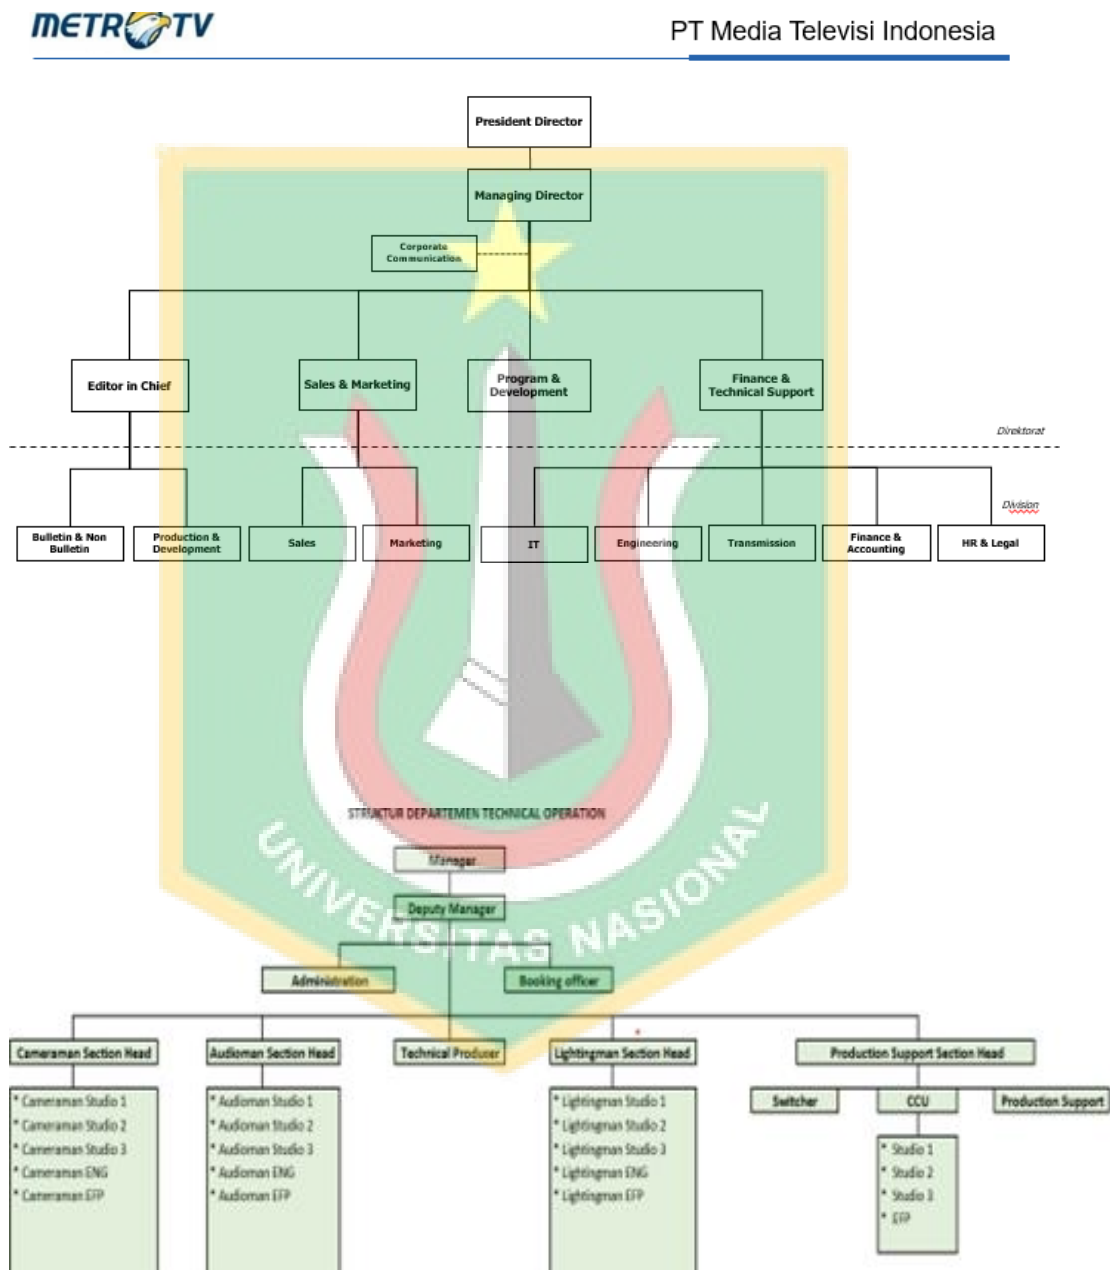 METRO TV
PT Media Televisi Indonesia
President Director
Managing Director
Corporate
Communication
Editor in Chief
Sales & Marketing
Program &
Development
Finance &
Technical Support
Direktorat
Division
Bulletin & Non
Bulletin
Production &
Development
Sales
Marketing
IT
Engineering
Transmission
Finance &
Accounting
HR & Legal
STRUKTUR DEPARTEMEN TECHNICAL OPERATION
Manager
Deputy Manager
UNIVERSITAS NASIONAL
Administration
Booking officer
Cameraman Section Head
Audioman Section Head
Technical Producer
Lightingman Section Head
Production Support Section Head
* Cameraman Studio 1
* Cameraman Studio 2
* Cameraman Studio 3
* Cameraman ENG
* Cameraman EFP
* Audioman Studio 1
* Audioman Studio 2
* Audioman Studio 3
* Audioman ENG
* Audioman EFP
* Lightingman Studio 1
* Lightingman Studio 2
* Lightingman Studio 3
* Lightingman ENG
* Lightingman EFP
Switcher
CCU
Production Support
* Studio 1
* Studio 2
* Studio 3
* EFP